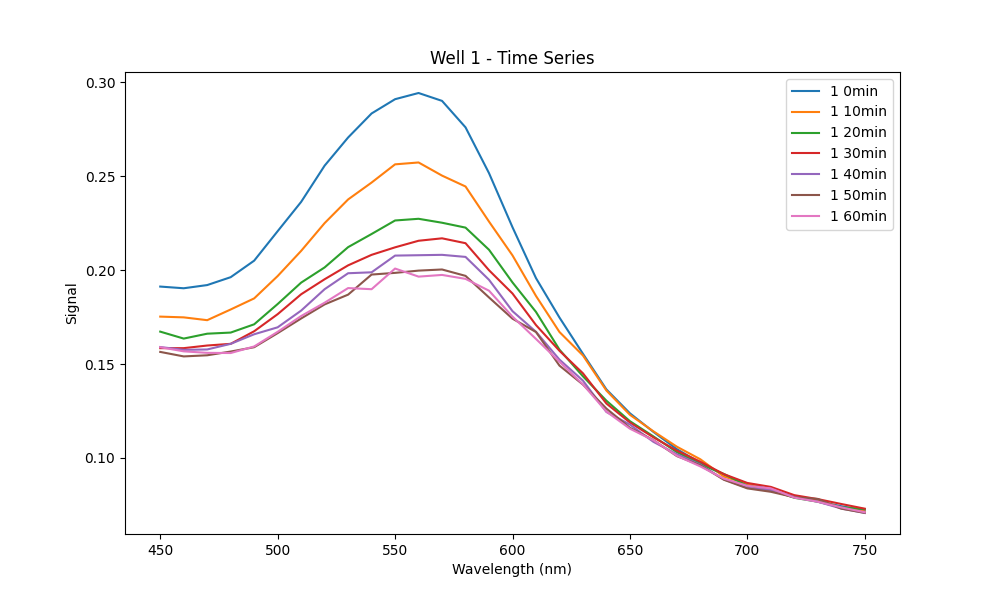 Well 1 - Time Series
0.30
0.25
0.20
0.15
0.10
Signal
450 500 550 600 650 700 750
Wavelength (nm)
1 0min
1 10min
1 20min
1 30min
1 40min
1 50min
1 60min